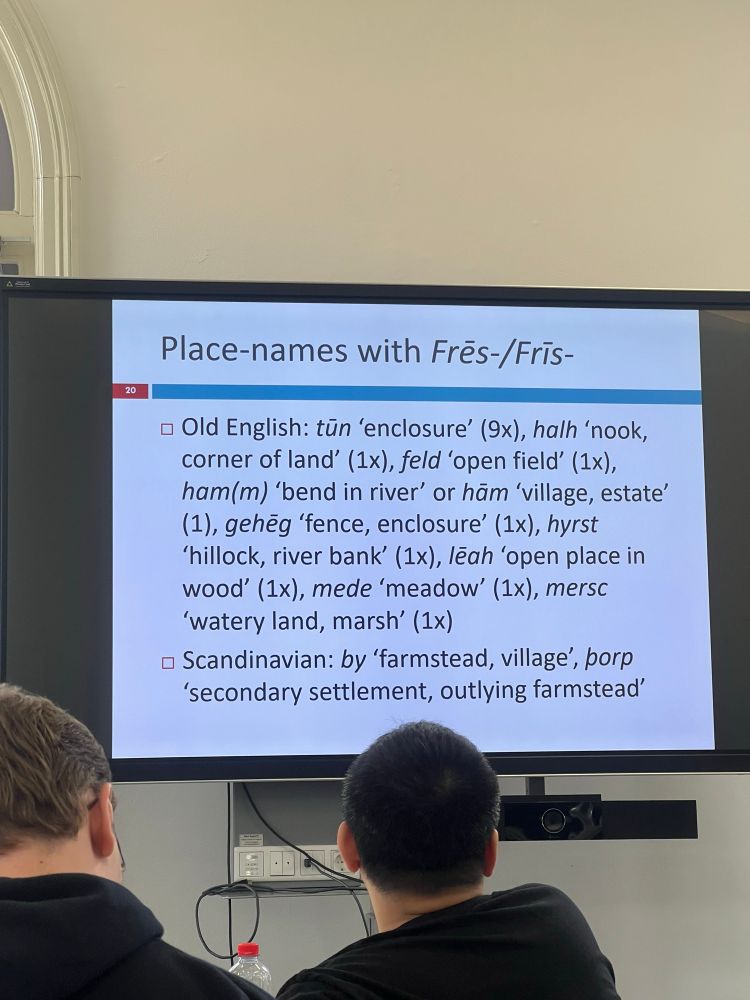 Place-names with Frēs-/Frīs-
20
□ Old English: tūn ‘enclosure’ (9x), halh ‘nook,
corner of land’ (1x), feld ‘open field’ (1x),
ham(m) ‘bend in river’ or hām ‘village, estate’
(1), gehēg ‘fence, enclosure’ (1x), hyrst
‘hillock, river bank’ (1x), lēah ‘open place in
wood’ (1x), mede ‘meadow’ (1x), mersc
‘watery land, marsh’ (1x)
□ Scandinavian: by ‘farmstead, village’, þorp
‘secondary settlement, outlying farmstead’